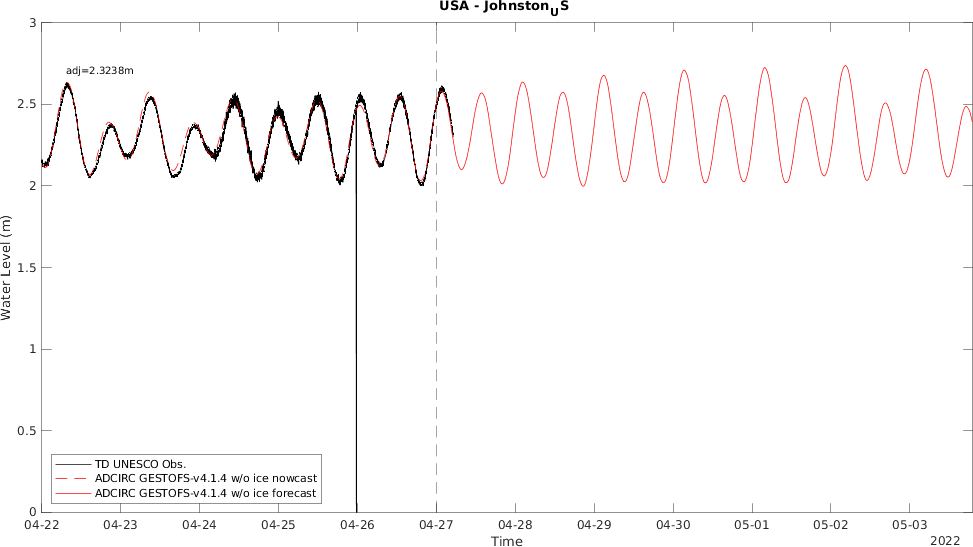 USA - Johnston_US
adj=2.3238m
3
2.5
2
1.5
1
0.5
0
Water Level (m)
TD UNESCO Obs.
ADCIRC GESTOFS-v4.1.4 w/o ice nowcast
ADCIRC GESTOFS-v4.1.4 w/o ice forecast
04-22 04-23 04-24 04-25 04-26 04-27 04-28 04-29 04-30 05-01 05-02 05-03
Time
2022